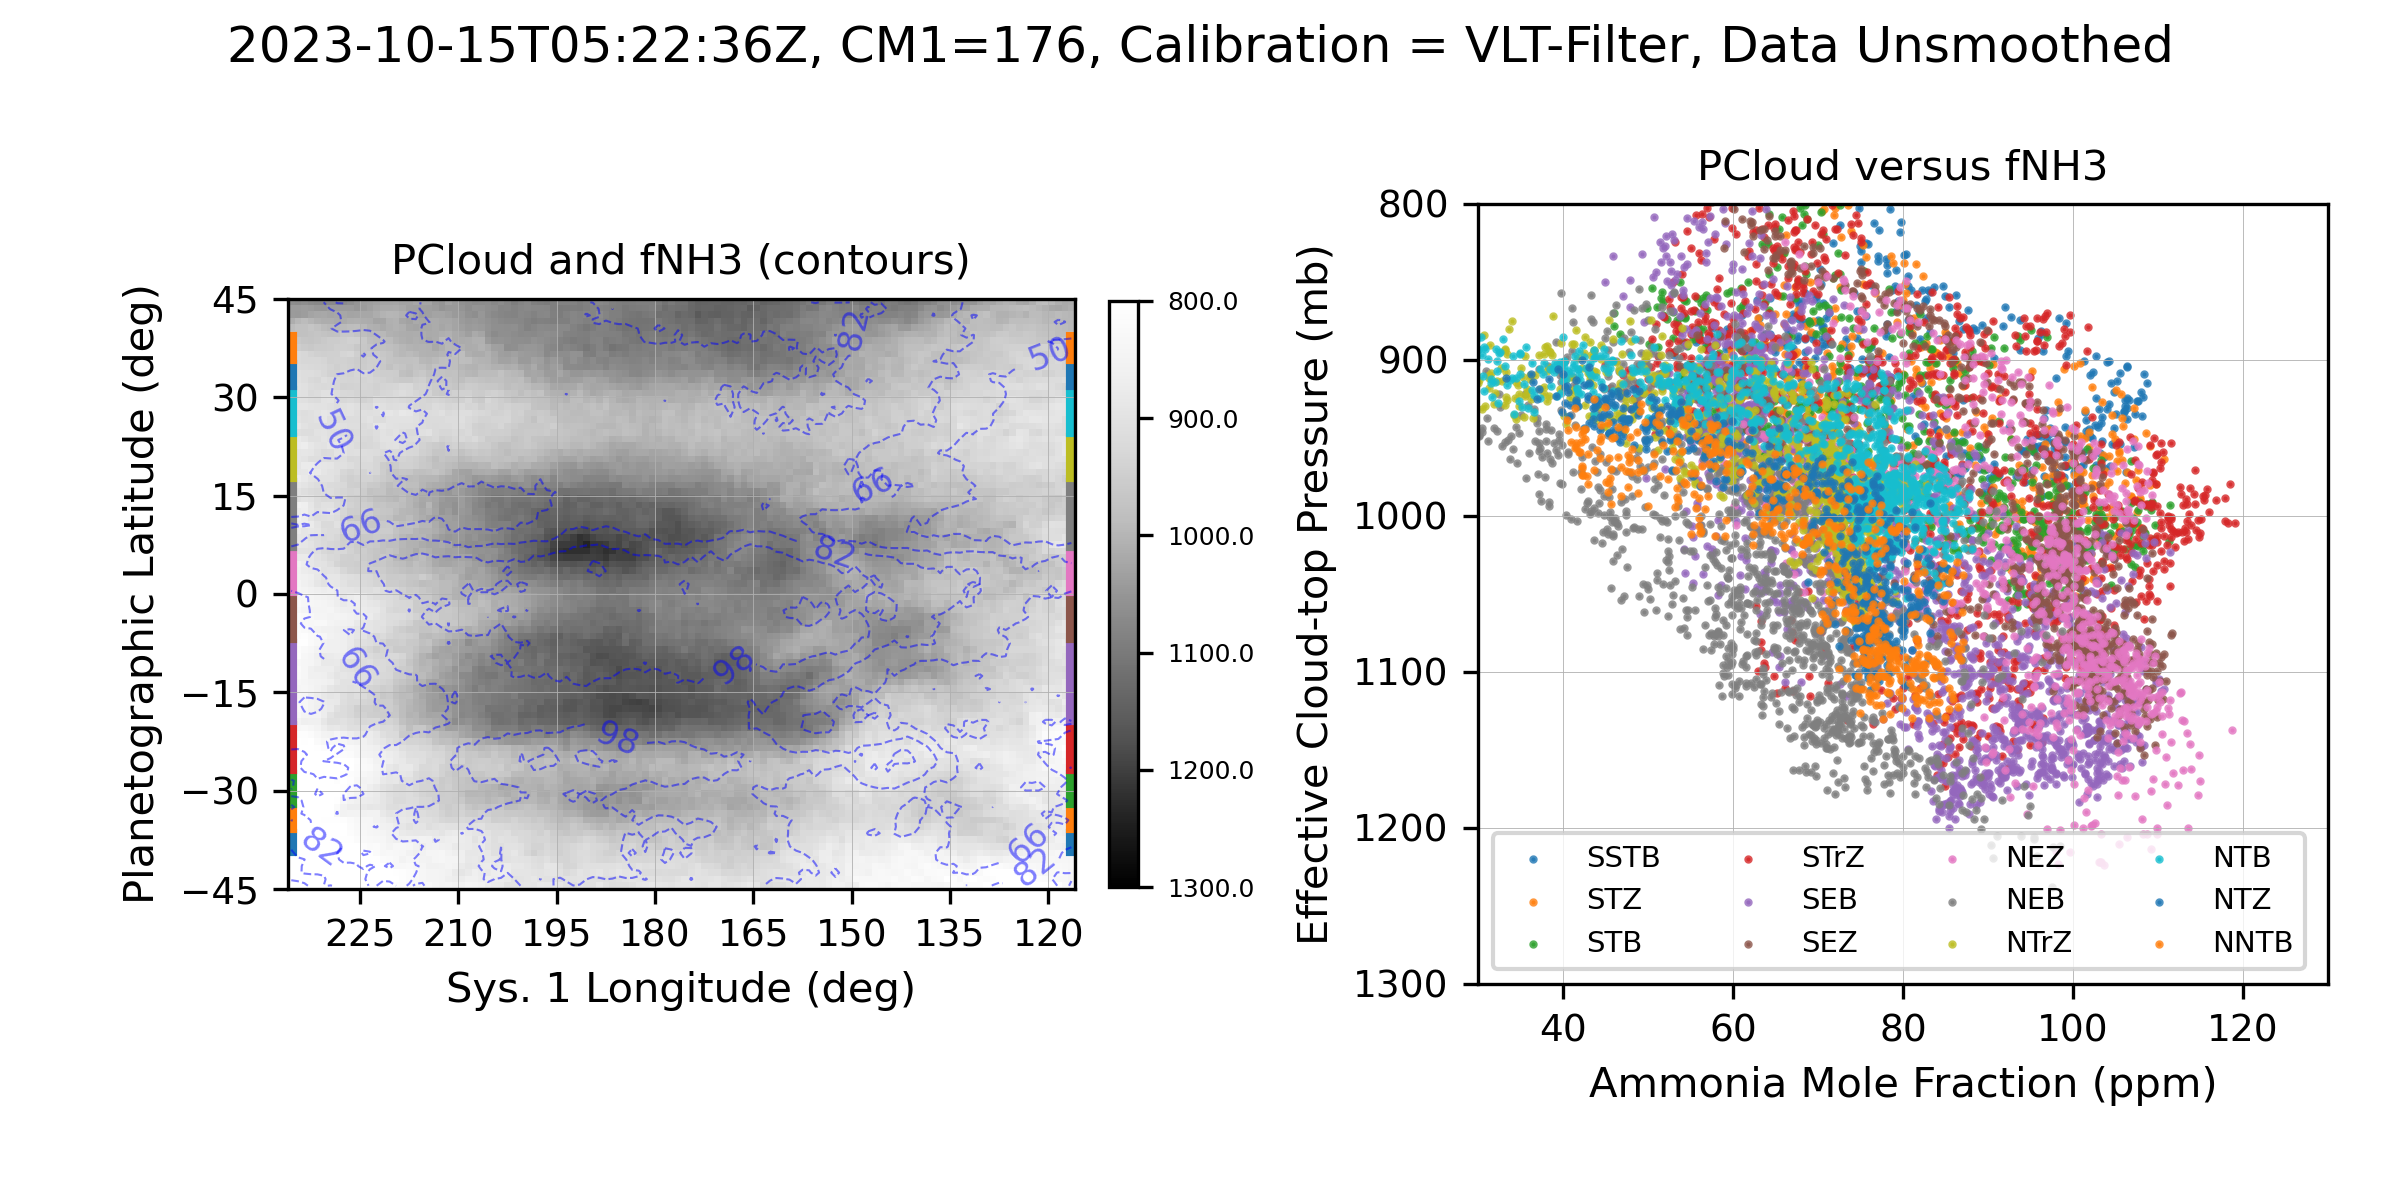 2023-10-15T05:22:36Z, CM1=176, Calibration = VLT-Filter, Data Unsmoothed
PCloud and fNH3 (contours)
Planetographic Latitude (deg)
45
30
15
0
−15
−30
−45
225 210 195 180 165 150 135 120
Sys. 1 Longitude (deg)
82
50
50
66
66
82
66
98
98
82
66
82
800.0
900.0
1000.0
1100.0
1200.0
1300.0
PCloud versus fNH3
Effective Cloud-top Pressure (mb)
800
900
1000
1100
1200
1300
40 60 80 100 120
Ammonia Mole Fraction (ppm)
SSTB STrZ NEZ NTB
STZ SEB NEB NTZ
STB SEZ NTrZ NNTB